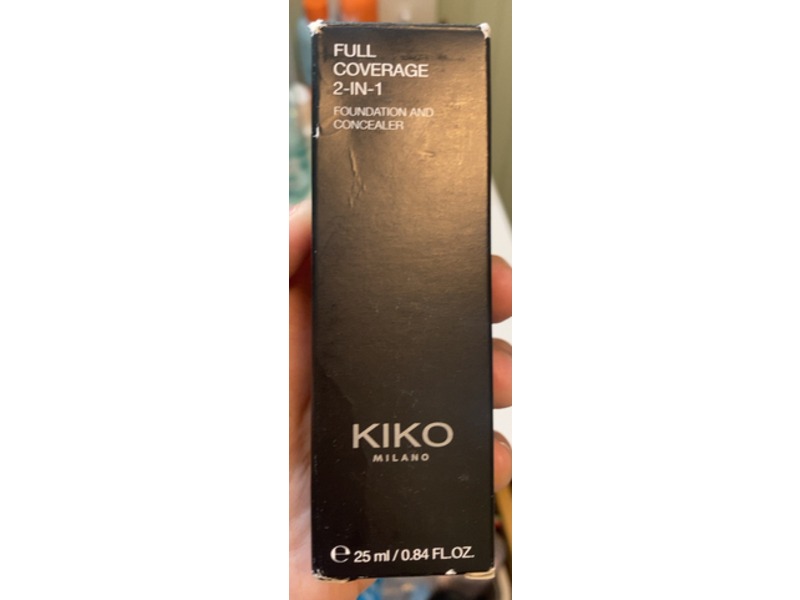 FULL
COVERAGE
2-IN-1
FOUNDATION AND
CONCEALER
KIKO
MILANO
℮ 25 ml / 0.84 FL.OZ.